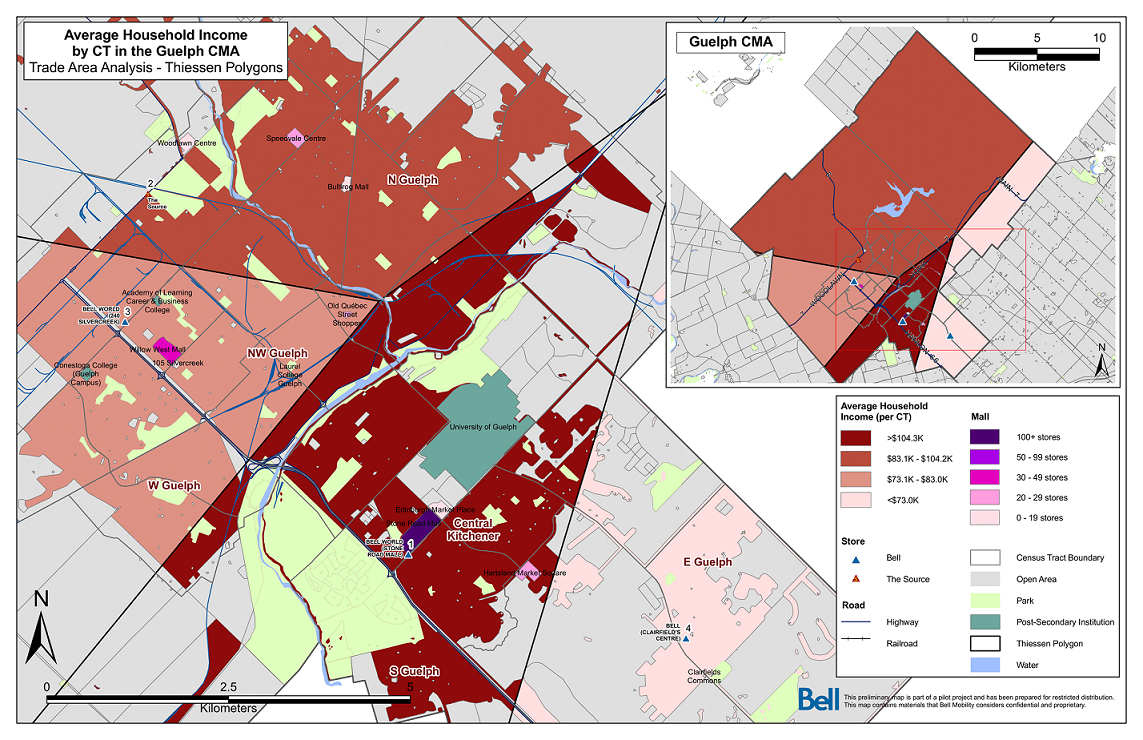 Average Household Income
by CT in the Guelph CMA
Trade Area Analysis - Thiessen Polygons
Guelph CMA
0 5 10
Kilometers
Woodlawn Centre
Speedvale Centre
Bullfrog Mall
N Guelph
2
The
Source
Academy of Learning
Career & Business
College
BELL WORLD
(240
SILVERCREEK)
3
Old Québec
Street
Shoppes
Willow West Mall
105 Silvercreek
NW Guelph
Conestoga College
(Guelph
Campus)
Laurel
College
Guelph
University of Guelph
W Guelph
Edinburgh Market Place
Stone Road Mall
Central
Kitchener
BELL WORLD
(STONE
ROAD MALL)
1
Hartsland Market Square
E Guelph
BELL
(CLAIRFIELD'S
CENTRE)
4
Clairfields
Commons
S Guelph
N
0 2.5 5
Kilometers
N
Average Household
Income (per CT)
>$104.3K
$83.1K - $104.2K
$73.1K - $83.0K
<$73.0K
Mall
100+ stores
50 - 99 stores
30 - 49 stores
20 - 29 stores
0 - 19 stores
Store
Bell
The Source
Road
Highway
Railroad
Census Tract Boundary
Open Area
Park
Post-Secondary Institution
Thiessen Polygon
Water
Bell
This preliminary map is part of a pilot project and has been prepared for restricted distribution.
This map contains materials that Bell Mobility considers confidential and proprietary.